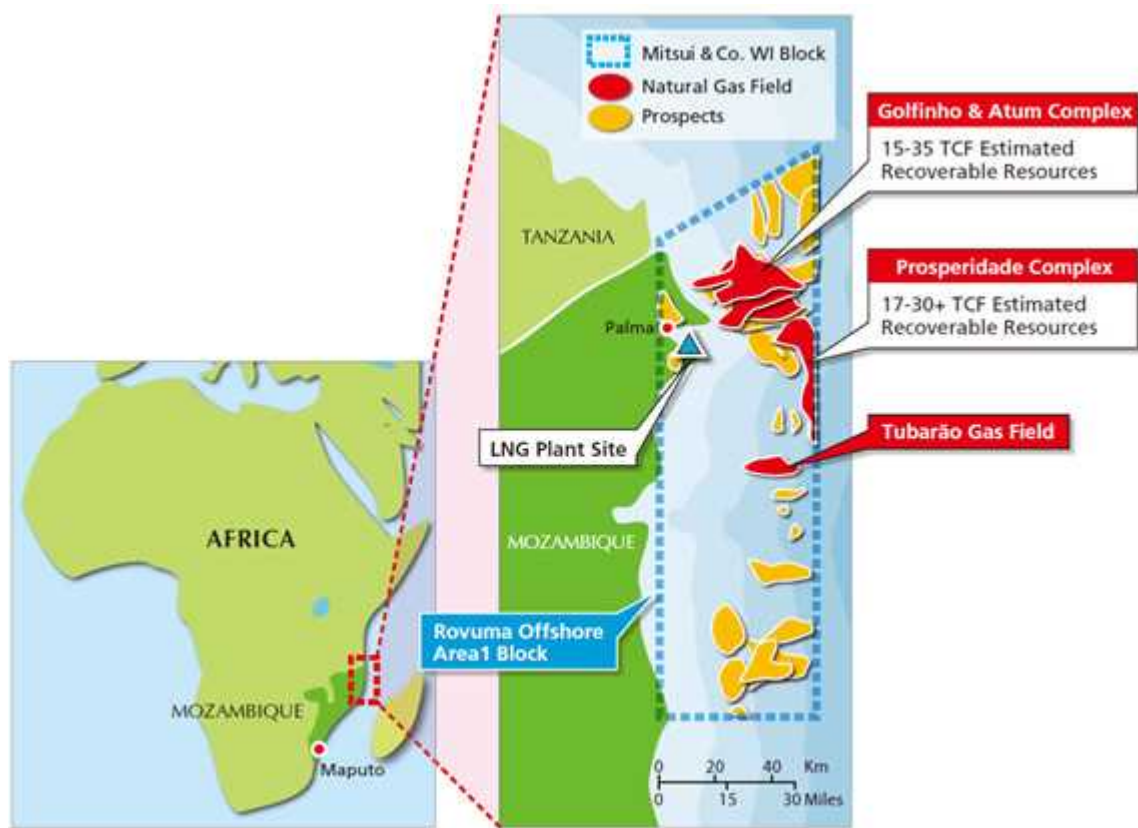 Mitsui & Co. WI Block
Natural Gas Field
Prospects
Golfinho & Atum Complex
15-35 TCF Estimated
Recoverable Resources
TANZANIA
Prosperidade Complex
17-30+ TCF Estimated
Recoverable Resources
Palma
LNG Plant Site
Tubarão Gas Field
AFRICA
MOZAMBIQUE
Rovuma Offshore
Area1 Block
MOZAMBIQUE
Maputo
0 20 40 Km
0 15 30 Miles